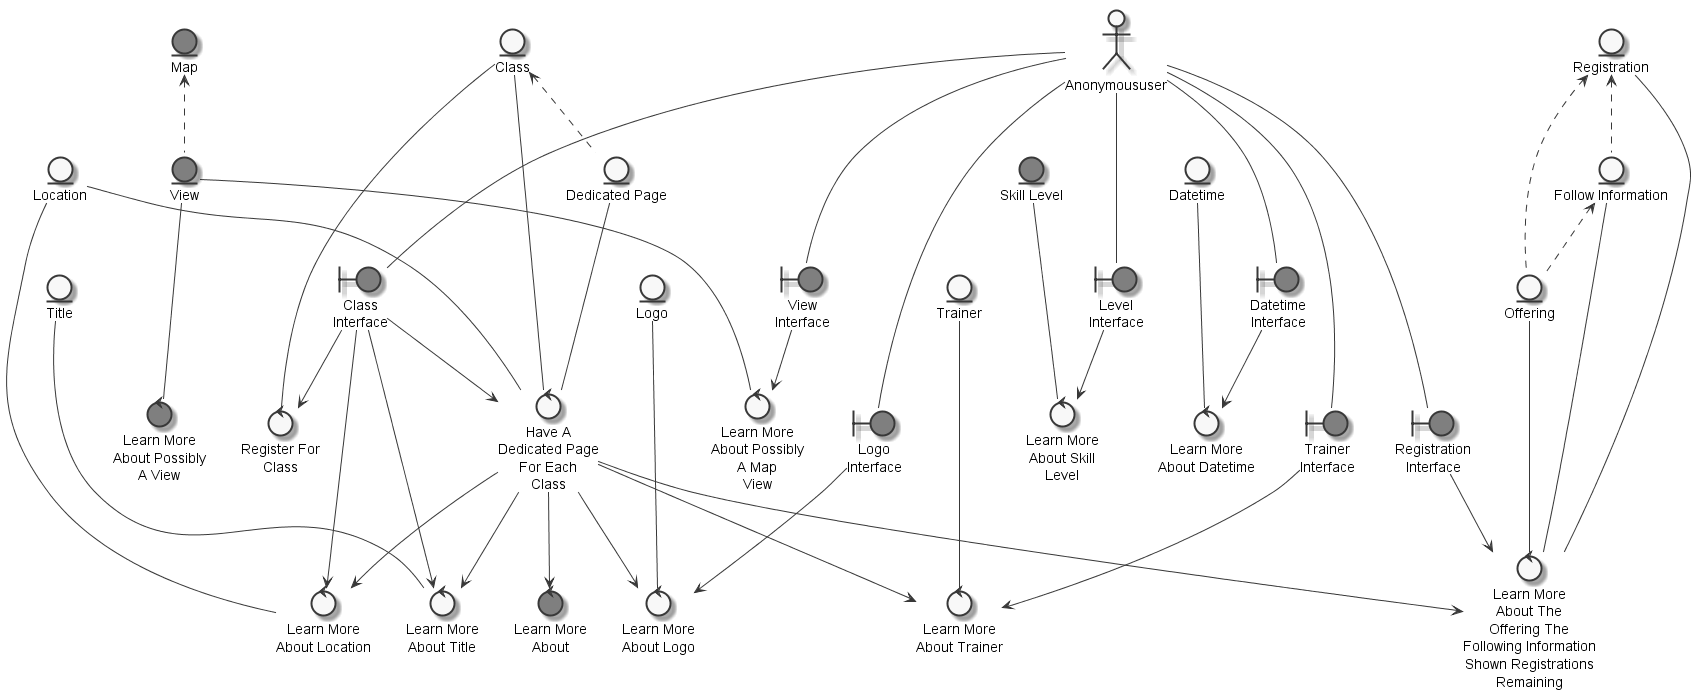 Map
Class
Anonymoususer
Registration
Location
View
Dedicated Page
Skill Level
Datetime
Follow Information
Title
Class
Interface
Logo
View
Interface
Trainer
Level
Interface
Datetime
Interface
Offering
Learn More
About Possibly
A View
Register For
Class
Have A
Dedicated Page
For Each
Class
Learn More
About Possibly
A Map
View
Logo
Interface
Learn More
About Skill
Level
Learn More
About Datetime
Trainer
Interface
Registration
Interface
Learn More
About Location
Learn More
About Title
Learn More
About
Learn More
About Logo
Learn More
About Trainer
Learn More
About The
Offering The
Following Information
Shown Registrations
Remaining